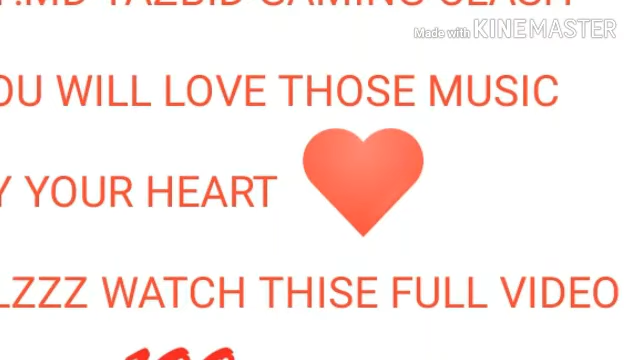 Made with KINEMASTER
OU WILL LOVE THOSE MUSIC
Y YOUR HEART
LZZZ WATCH THISE FULL VIDEO